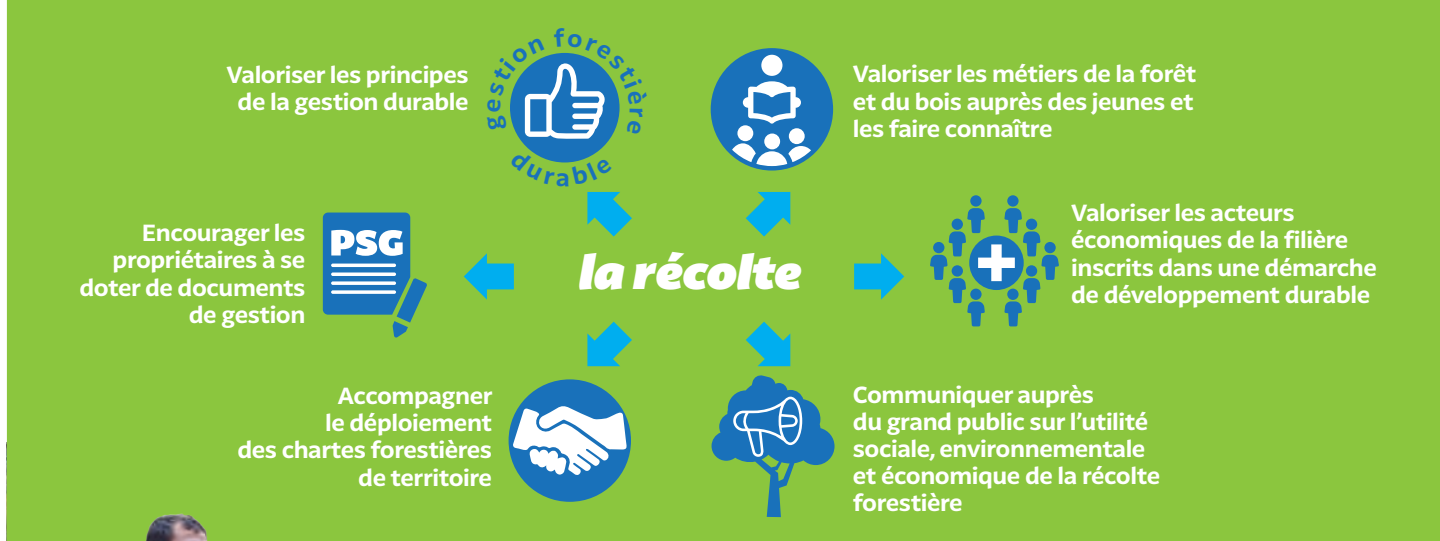 Valoriser les principes
de la gestion durable
gestion forestière
durable
Valoriser les métiers de la forêt
et du bois auprès des jeunes et
les faire connaître
Encourager les
propriétaires à se
doter de documents
de gestion
PSG
la récolte
Valoriser les acteurs
économiques de la filière
inscrits dans une démarche
de développement durable
Accompagner
le déploiement
des chartes forestières
de territoire
Communiquer auprès
du grand public sur l’utilité
sociale, environnementale
et économique de la récolte
forestière